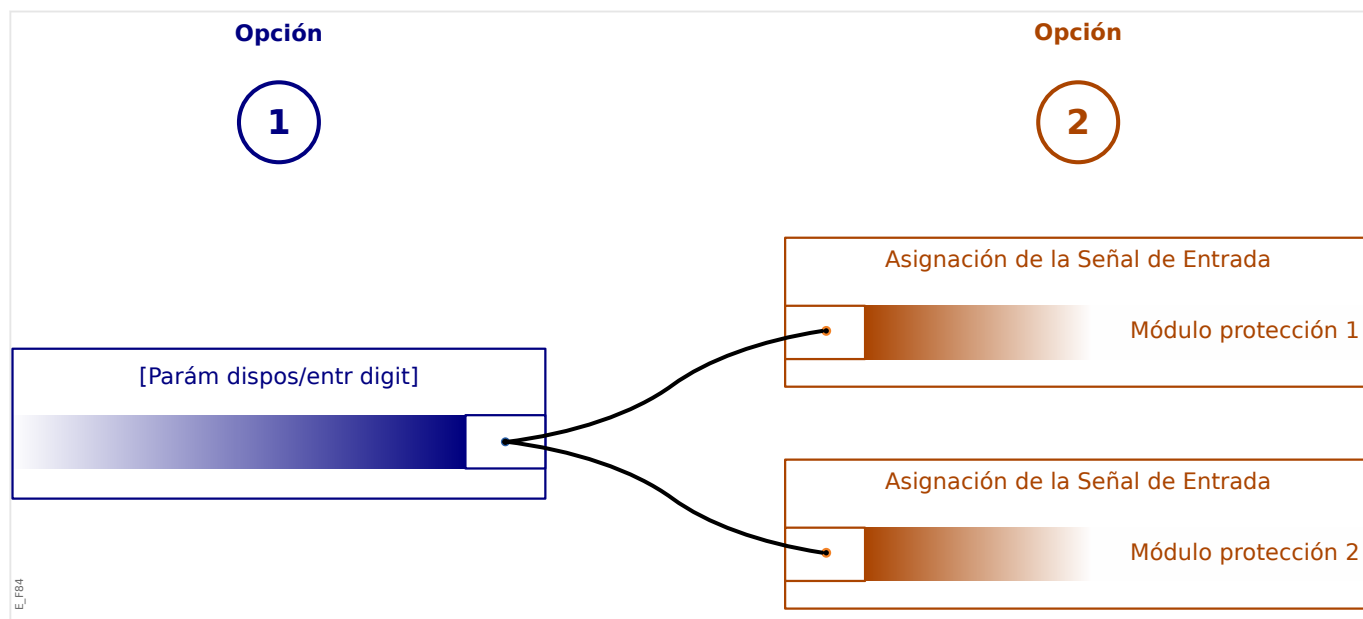 Opción
1
[Parám dispos/entr digit]
Opción
2
Asignación de la Señal de Entrada
Módulo protección 1
Asignación de la Señal de Entrada
Módulo protección 2
E_F84